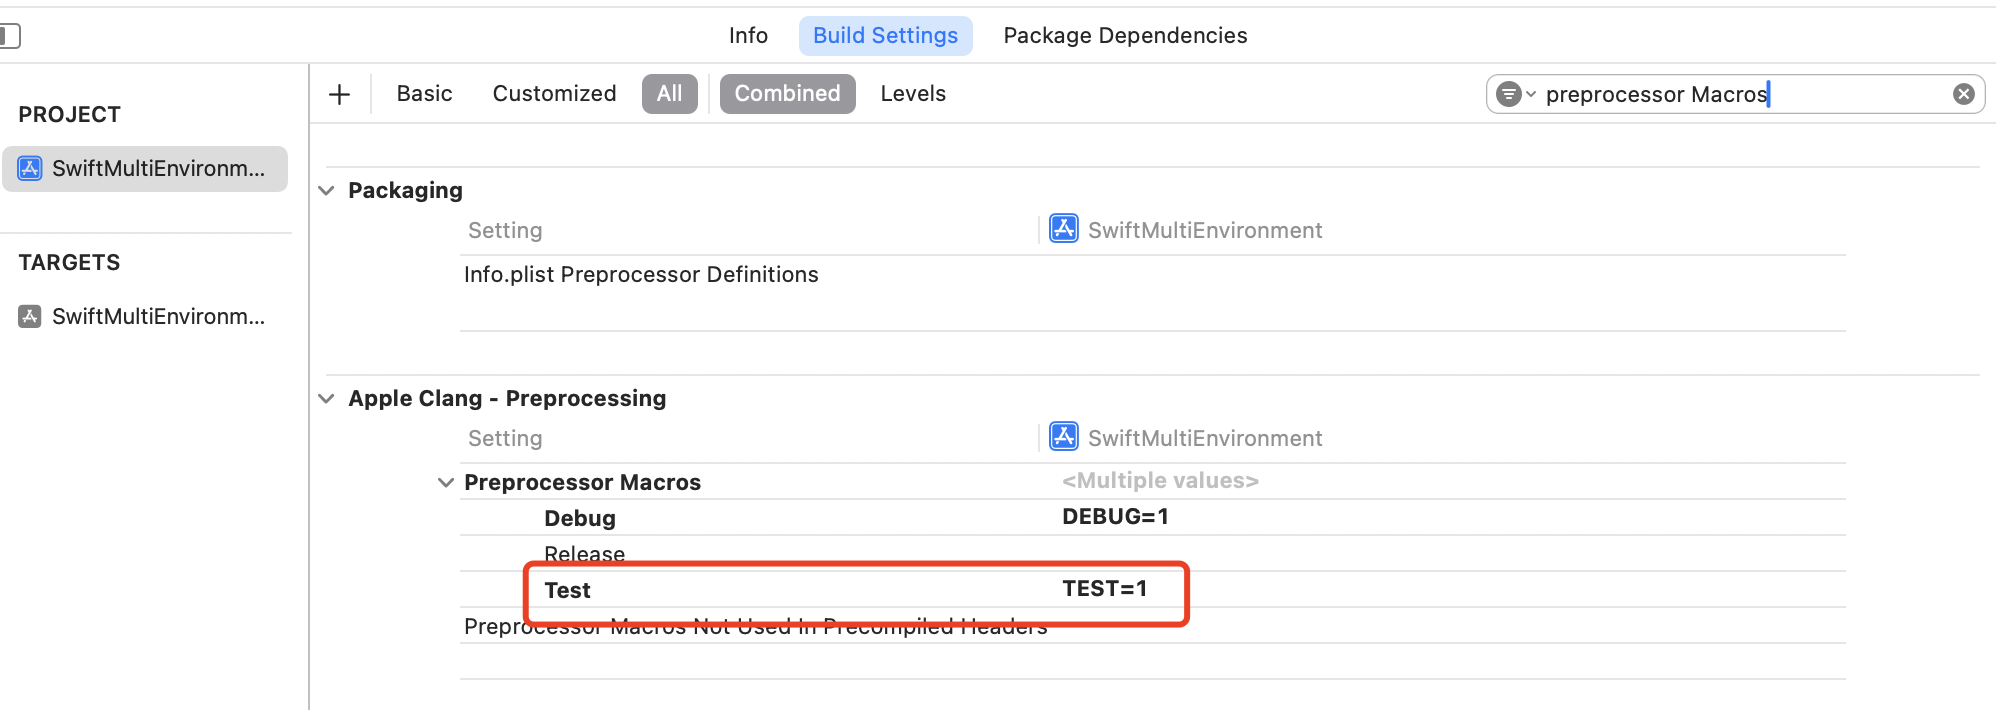 Info Build Settings Package Dependencies
PROJECT
SwiftMultiEnvironm...
TARGETS
SwiftMultiEnvironm...
Basic Customized All Combined Levels preprocessor Macros
Packaging
Setting SwiftMultiEnvironment
Info.plist Preprocessor Definitions
Apple Clang - Preprocessing
Setting SwiftMultiEnvironment
Preprocessor Macros <Multiple values>
Debug DEBUG=1
Release
Test TEST=1
Preprocessor Macros Not Used In Precompiled Headers